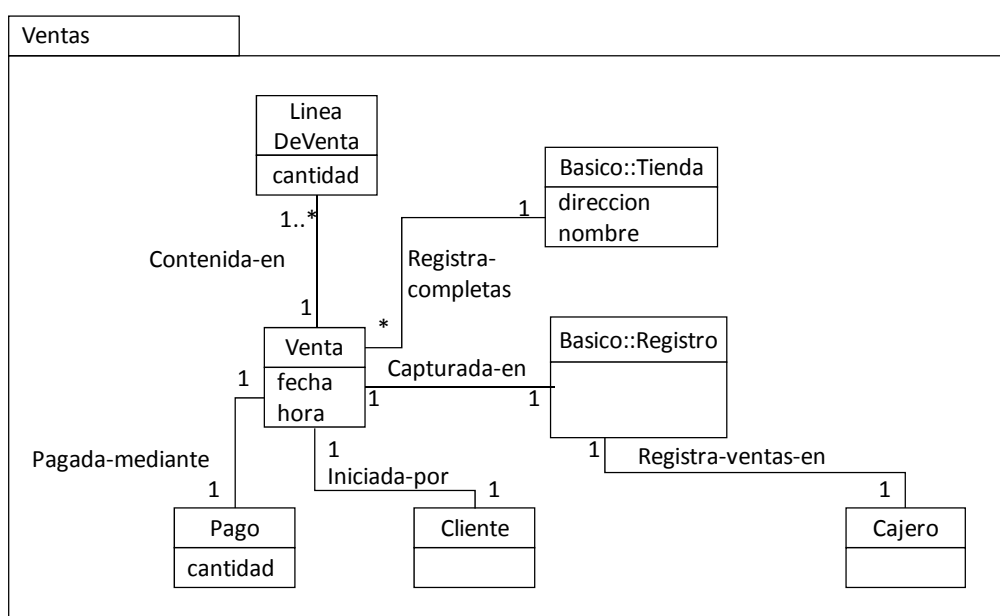 Ventas
Linea
DeVenta
cantidad
1..*
Contenida-en
1
Basico::Tienda
direccion
nombre
1
Registra-
completas
*
Venta
fecha
hora
Basico::Registro
Capturada-en
1
1
1
Pagada-mediante
1
Pago
cantidad
1
Iniciada-por
1
Cliente
1
Registra-ventas-en
1
Cajero